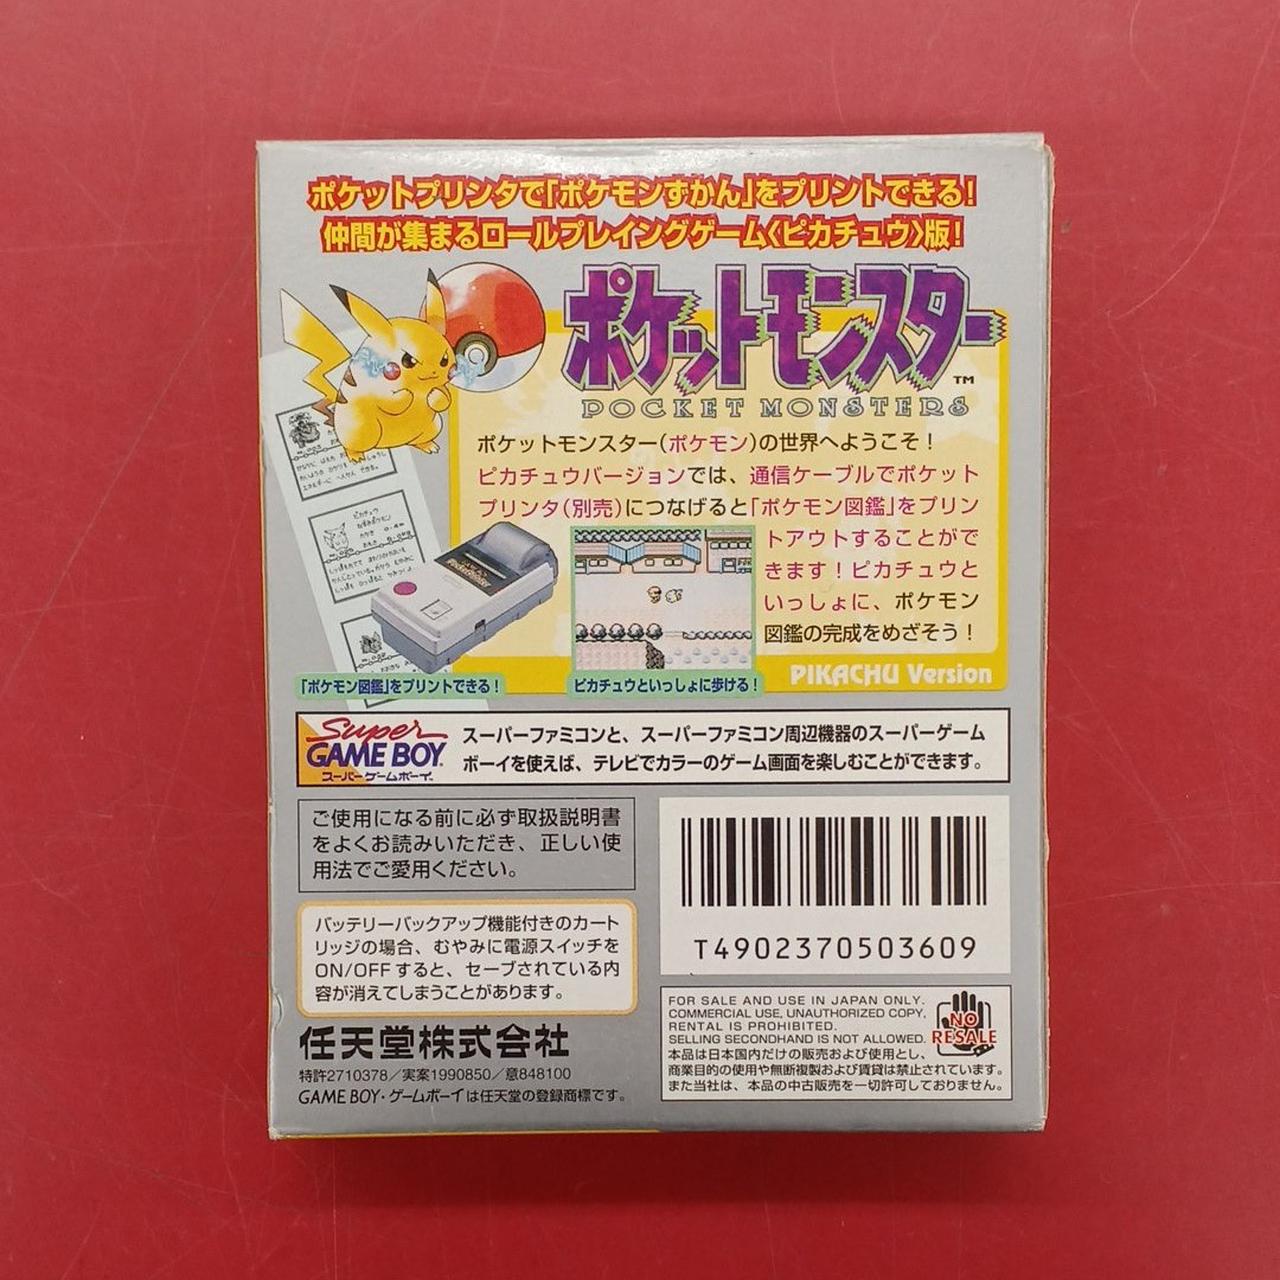 ポケットプリンタで「ポケモンずかん」をプリントできる!
仲間が集まるロールプレイングゲーム〈ピカチュウ〉版!
ポケットモンスター
TM
POCKET MONSTERS
ポケットモンスター(ポケモン)の世界へようこそ!
ピカチュウバージョンでは、通信ケーブルでポケット
プリンタ(別売)につなげると「ポケモン図鑑」をプリン
トアウトすることがで
きます!ピカチュウと
いっしょに、ポケモン
図鑑の完成をめざそう!
「ポケモン図鑑」をプリントできる!
ピカチュウといっしょに歩ける!
PIKACHU Version
Super
GAME BOY
スーパーゲームボーイ
スーパーファミコンと、スーパーファミコン周辺機器のスーパーゲーム
ボーイを使えば、テレビでカラーのゲーム画面を楽しむことができます。
ご使用になる前に必ず取扱説明書
をよくお読みいただき、正しい使
用法でご愛用ください。
バッテリーバックアップ機能付きのカート
リッジの場合、むやみに電源スイッチを
ON/OFFすると、セーブされている内
容が消えてしまうことがあります。
T4902370503609
任天堂株式会社
特許2710378/実案1990850/意848100
GAME BOY・ゲームボーイは任天堂の登録商標です。
FOR SALE AND USE IN JAPAN ONLY.
COMMERCIAL USE, UNAUTHORIZED COPY,
RENTAL IS PROHIBITED.
SELLING SECONDHAND IS NOT ALLOWED.
NO
RESALE
本品は日本国内だけの販売および使用とし、
商業目的の使用や無断複製および賃貸は禁止されています。
また当社は、本品の中古販売を一切許可しておりません。